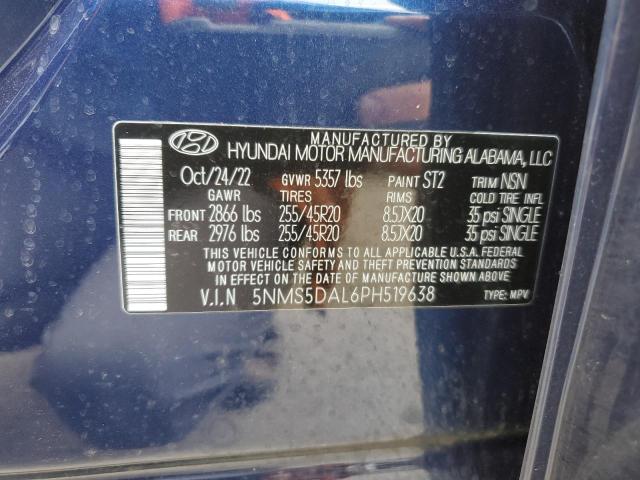 MANUFACTURED BY
HYUNDAI MOTOR MANUFACTURING ALABAMA, LLC
Oct/24/22 GVWR 5357 lbs PAINT ST2 TRIM NSN
GAWR TIRES RIMS COLD TIRE INFL
FRONT 2866 lbs 255/45R20 8.5JX20 35 psi SINGLE
REAR 2976 lbs 255/45R20 8.5JX20 35 psi SINGLE
THIS VEHICLE CONFORMS TO ALL APPLICABLE U.S.A. FEDERAL
MOTOR VEHICLE SAFETY AND THEFT PREVENTION STANDARDS
IN EFFECT ON THE DATE OF MANUFACTURE SHOWN ABOVE.
V.I.N 5NMS5DAL6PH519638 TYPE: MPV